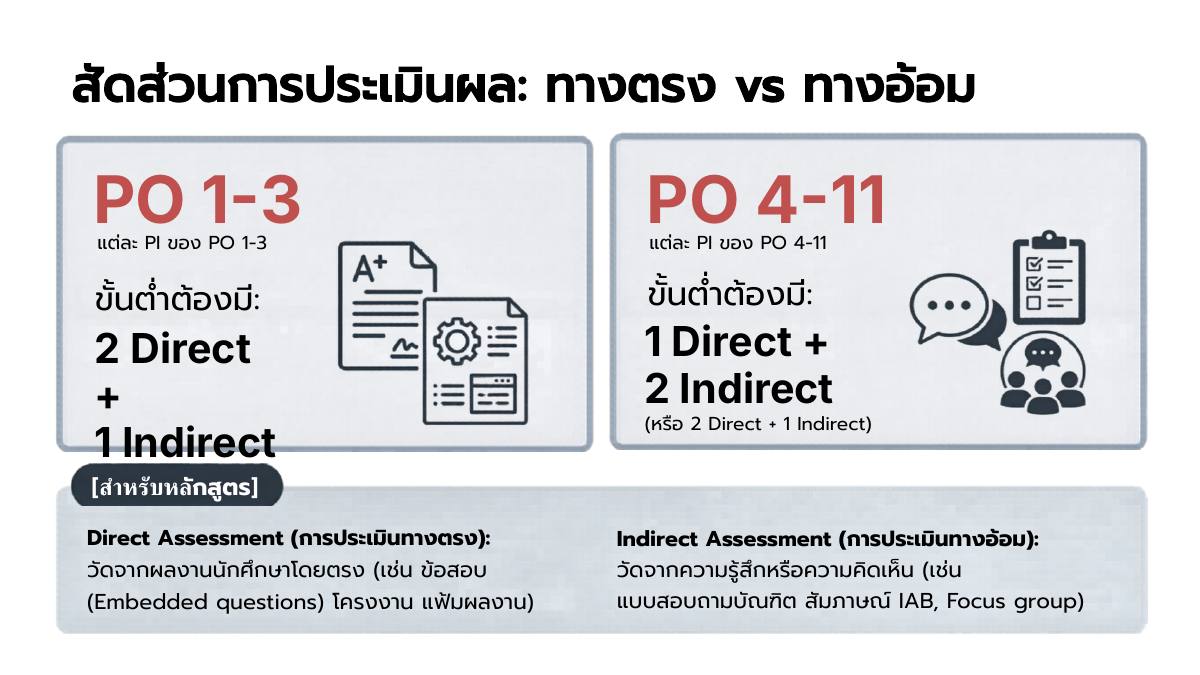 สัดส่วนการประเมินผล: ทางตรง vs ทางอ้อม
PO 1-3
แต่ละ PI ของ PO 1-3
ขั้นต่ำต้องมี:
2 Direct
+
1 Indirect
A+
PO 4-11
แต่ละ PI ของ PO 4-11
ขั้นต่ำต้องมี:
1 Direct +
2 Indirect
(หรือ 2 Direct + 1 Indirect)
[สำหรับหลักสูตร]
Direct Assessment (การประเมินทางตรง):
วัดจากผลงานนักศึกษาโดยตรง (เช่น ข้อสอบ
(Embedded questions) โครงงาน แฟ้มผลงาน)
Indirect Assessment (การประเมินทางอ้อม):
วัดจากความรู้สึกหรือความคิดเห็น (เช่น
แบบสอบถามบัณฑิต สัมภาษณ์ IAB, Focus group)